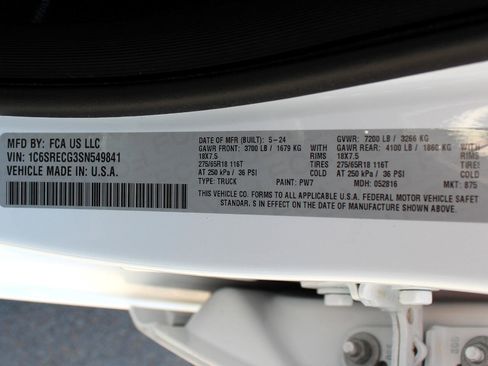 MFD BY: FCA US LLC
VIN: 1C6SRECG3SN549841
VEHICLE MADE IN: U.S.A.
DATE OF MFR (BUILT): 5-24 GVWR: 7200 LB / 3266 KG
GAWR FRONT: 3700 LB / 1679 KG WITH GAWR REAR: 4100 LB / 1860 KG WITH
18X7.5 RIMS 18X7.5 RIMS
275/65R18 116T TIRES 275/65R18 116T TIRES
AT 250 kPa / 36 PSI COLD AT 250 kPa / 36 PSI COLD
TYPE: TRUCK PAINT: PW7 MDH: 052816 MKT: 875
THIS VEHICLE CO. FORMS TO ALL APPLICABLE U.S.A. FEDERAL MOTOR VEHICLE SAFET
STANDAR. S IN EFFECT ON THE DATE OF MANUFACTURE SHOWN ABOVE.